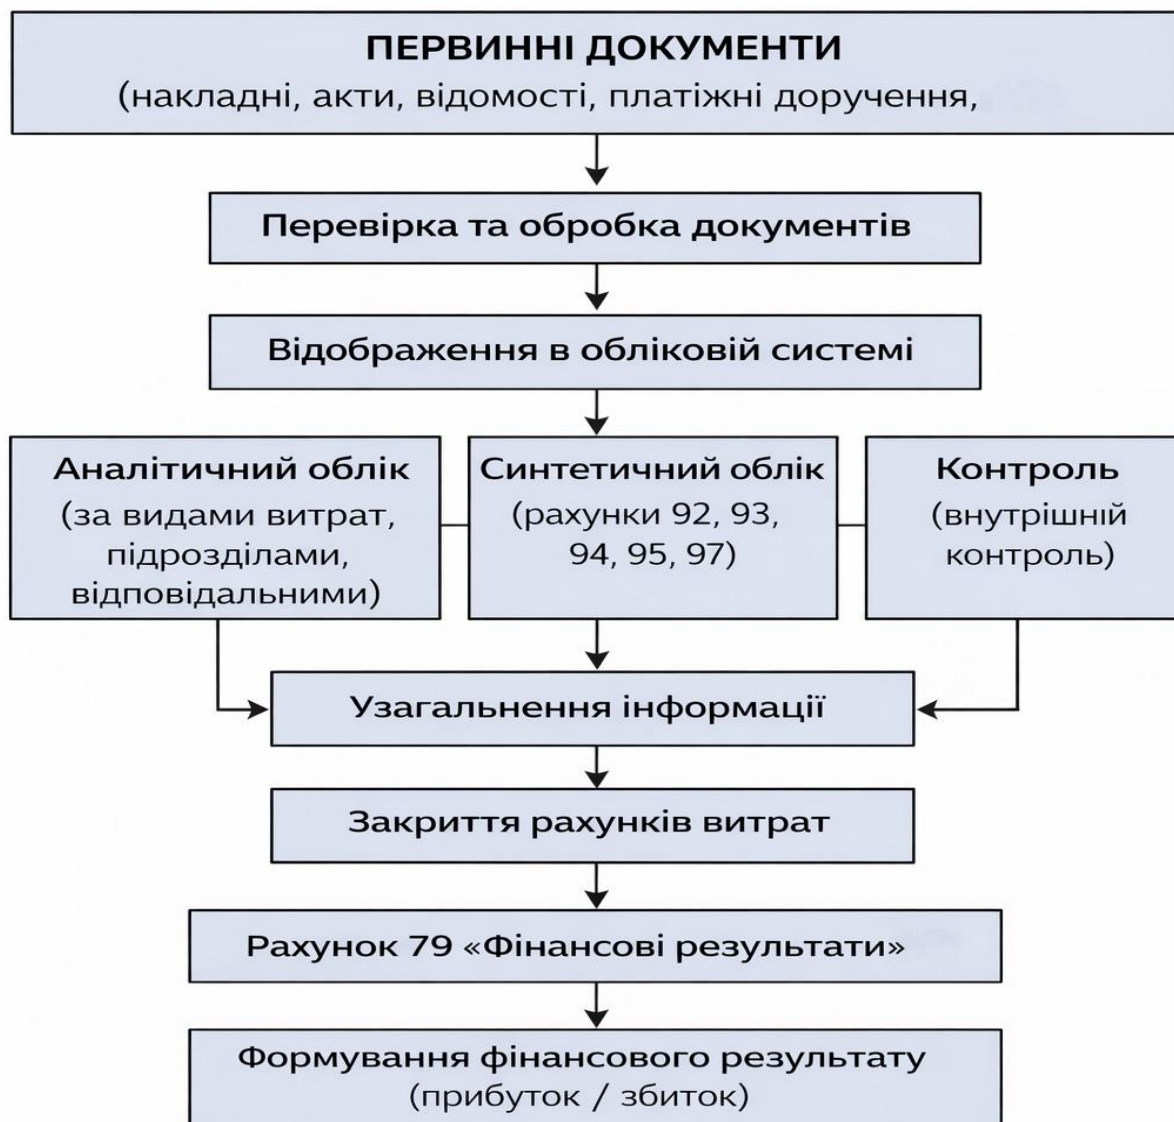 ПЕРВИННІ ДОКУМЕНТИ
(накладні, акти, відомості, платіжні доручення,
Перевірка та обробка документів
Відображення в обліковій системі
Аналітичний облік
(за видами витрат,
підрозділами,
відповідальними)
Синтетичний облік
(рахунки 92, 93,
94, 95, 97)
Контроль
(внутрішній
контроль)
Узагальнення інформації
Закриття рахунків витрат
Рахунок 79 «Фінансові результати»
Формування фінансового результату
(прибуток / збиток)